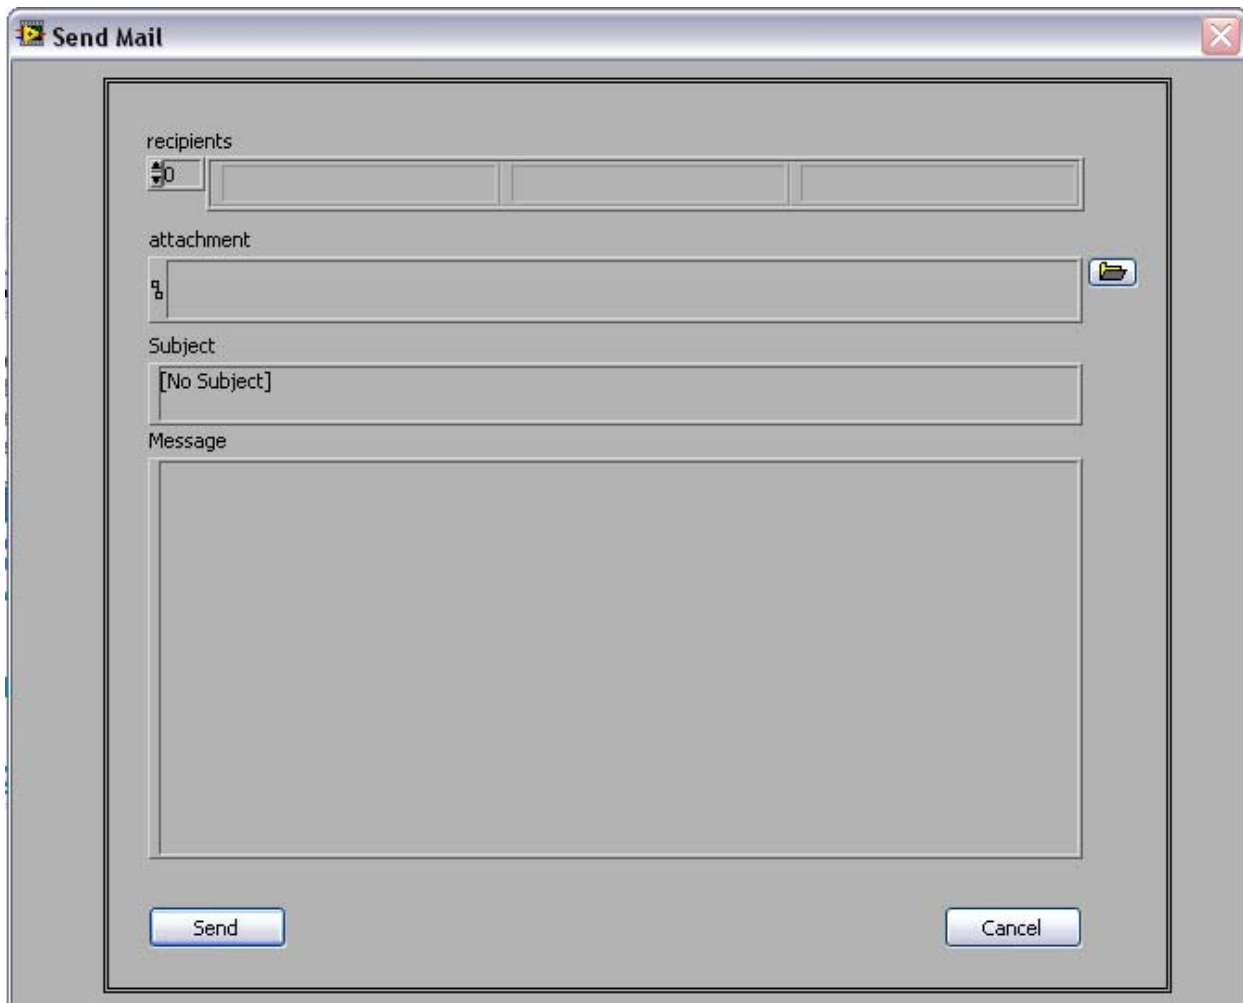 Send Mail
recipients
0
attachment
Subject
[No Subject]
Message
Send
Cancel